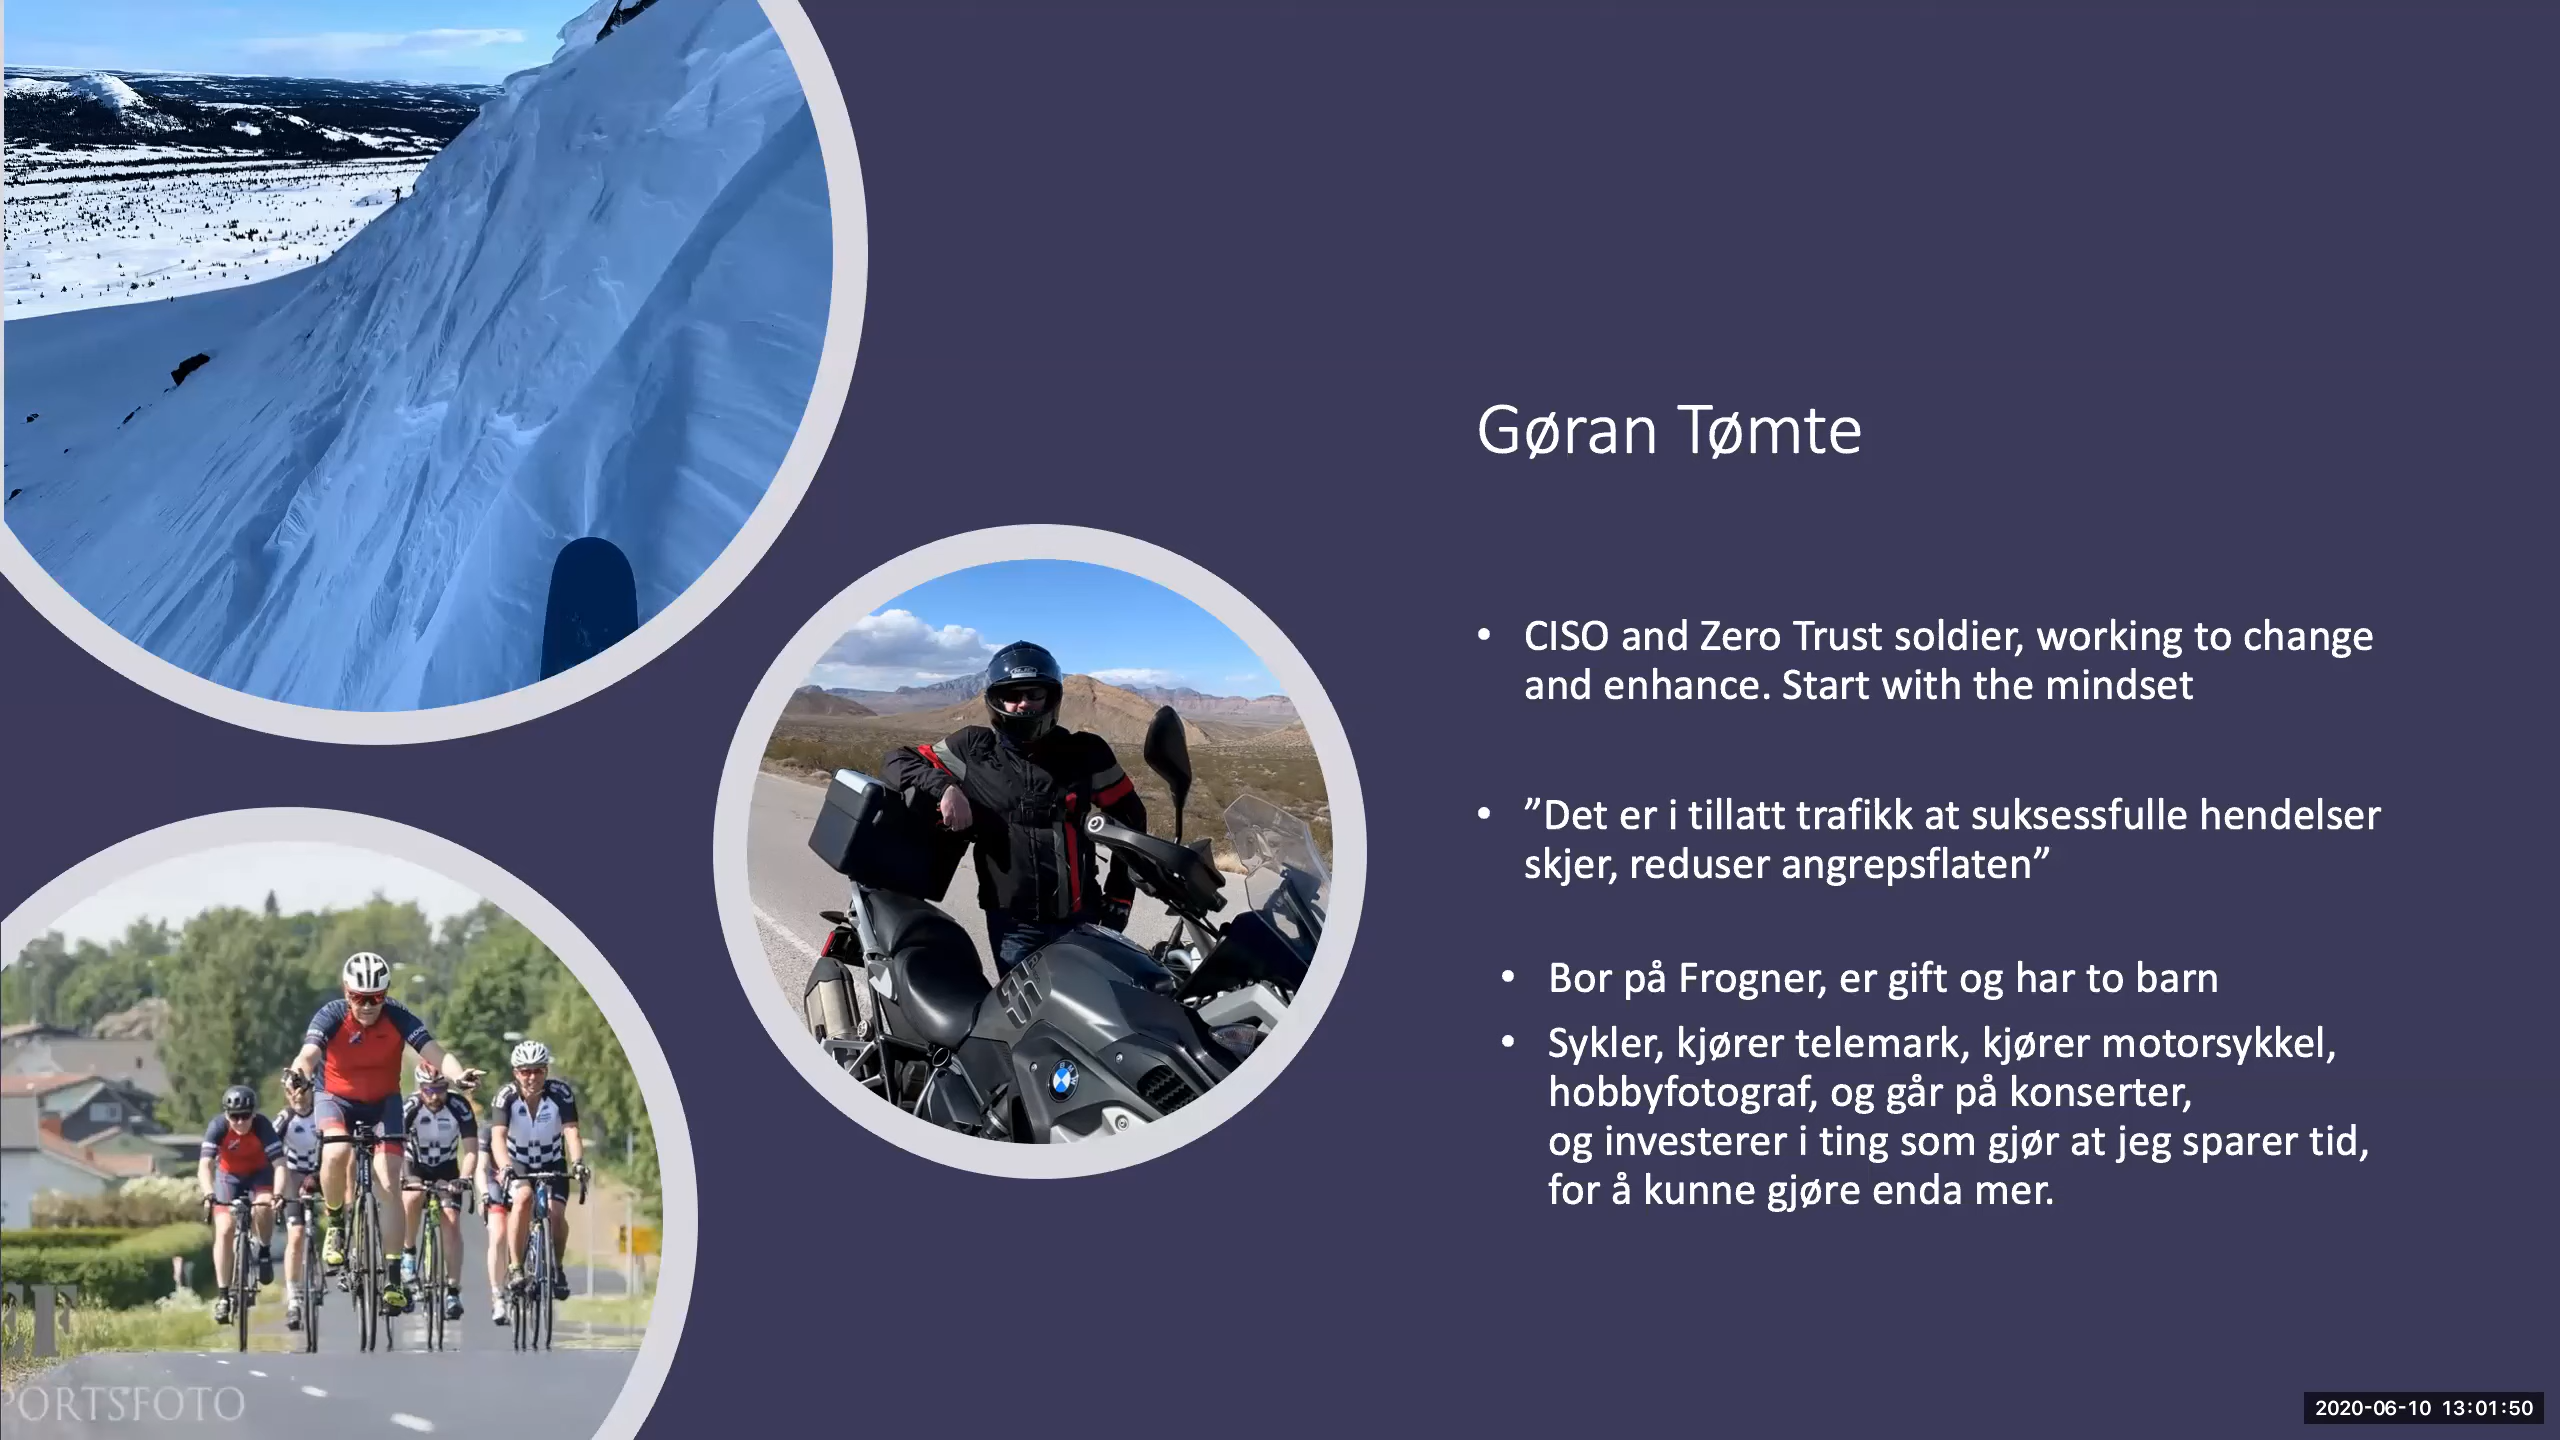 Gøran Tømte
• CISO and Zero Trust soldier, working to change
and enhance. Start with the mindset
• ”Det er i tillatt trafikk at suksessfulle hendelser
skjer, reduser angrepsflaten”
• Bor på Frogner, er gift og har to barn
• Sykler, kjører telemark, kjører motorsykkel,
hobbyfotograf, og går på konserter,
og investerer i ting som gjør at jeg sparer tid,
for å kunne gjøre enda mer.
BMW
GS
PORTSFOTO
2020-06-10 13:01:50